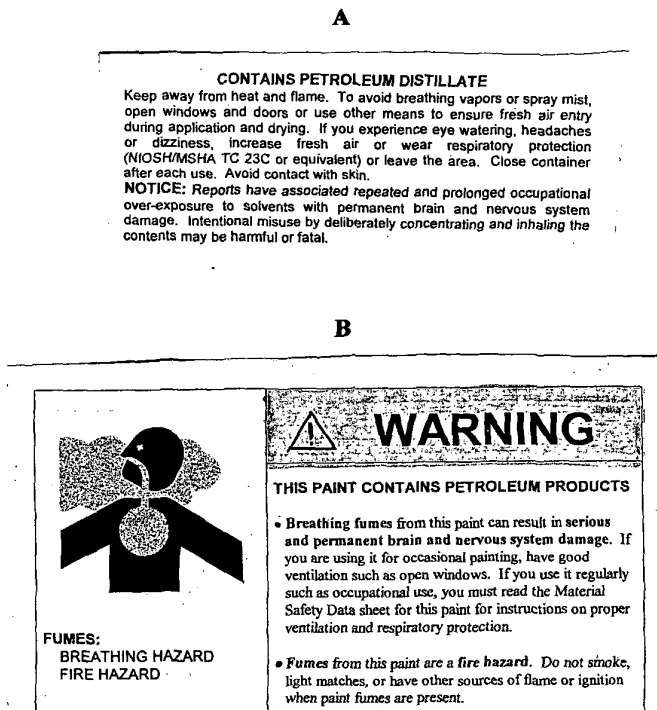 A
CONTAINS PETROLEUM DISTILLATE
Keep away from heat and flame. To avoid breathing vapors or spray mist,
open windows and doors or use other means to ensure fresh air entry
during application and drying. If you experience eye watering, headaches
or dizziness, increase fresh air or wear respiratory protection
(NIOSH/MSHA TC 23C or equivalent) or leave the area. Close container
after each use. Avoid contact with skin.
NOTICE: Reports have associated repeated and prolonged occupational
over-exposure to solvents with permanent brain and nervous system
damage. Intentional misuse by deliberately concentrating and inhaling the
contents may be harmful or fatal.
B
WARNING
THIS PAINT CONTAINS PETROLEUM PRODUCTS
• Breathing fumes from this paint can result in serious
and permanent brain and nervous system damage. If
you are using it for occasional painting, have good
ventilation such as open windows. If you use it regularly
such as occupational use, you must read the Material
Safety Data sheet for this paint for instructions on proper
ventilation and respiratory protection.
• Fumes from this paint are a fire hazard. Do not smoke,
light matches, or have other sources of flame or ignition
when paint fumes are present.
FUMES:
BREATHING HAZARD
FIRE HAZARD